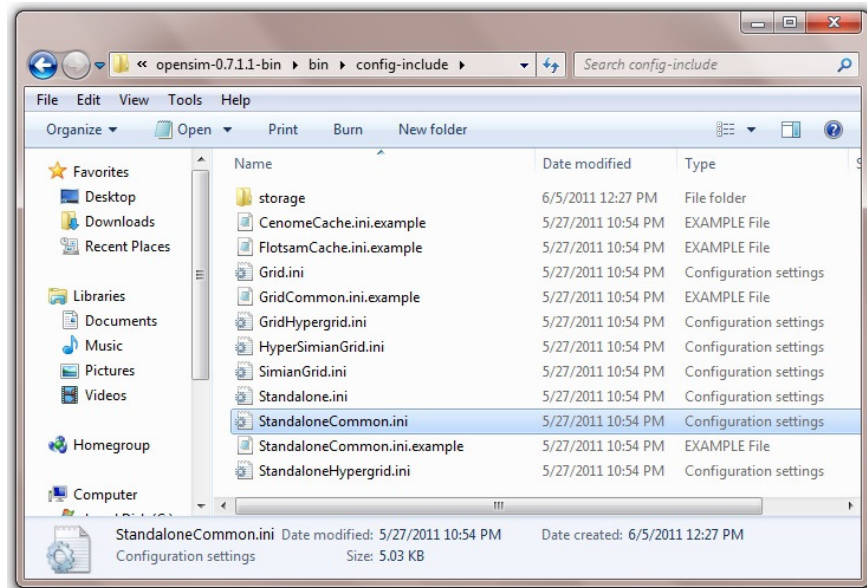 « opensim-0.7.1.1-bin ▸ bin ▸ config-include ▸ Search config-include
File Edit View Tools Help
Organize Open Print Burn New folder
Favorites
Desktop
Downloads
Recent Places
Libraries
Documents
Music
Pictures
Videos
Homegroup
Computer
Name Date modified Type
storage 6/5/2011 12:27 PM File folder
CenomeCache.ini.example 5/27/2011 10:54 PM EXAMPLE File
FlotsamCache.ini.example 5/27/2011 10:54 PM EXAMPLE File
Grid.ini 5/27/2011 10:54 PM Configuration settings
GridCommon.ini.example 5/27/2011 10:54 PM EXAMPLE File
GridHypergrid.ini 5/27/2011 10:54 PM Configuration settings
HyperSimianGrid.ini 5/27/2011 10:54 PM Configuration settings
SimianGrid.ini 5/27/2011 10:54 PM Configuration settings
Standalone.ini 5/27/2011 10:54 PM Configuration settings
StandaloneCommon.ini 5/27/2011 10:54 PM Configuration settings
StandaloneCommon.ini.example 5/27/2011 10:54 PM EXAMPLE File
StandaloneHypergrid.ini 5/27/2011 10:54 PM Configuration settings
StandaloneCommon.ini Date modified: 5/27/2011 10:54 PM Date created: 6/5/2011 12:27 PM
Configuration settings Size: 5.03 KB